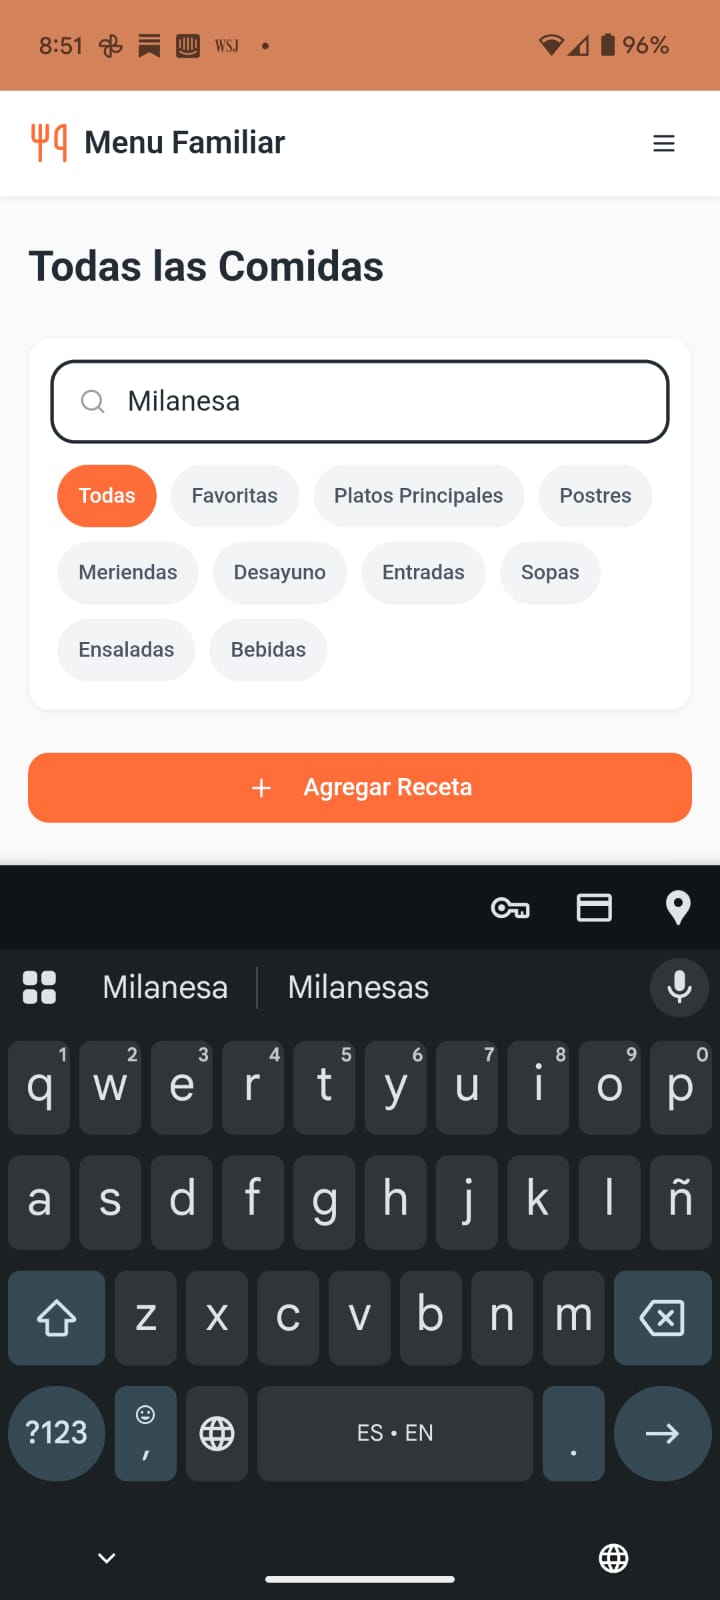 8:51 WSJ 96%
Menu Familiar
Todas las Comidas
Milanesa
Todas Favoritas Platos Principales Postres
Meriendas Desayuno Entradas Sopas
Ensaladas Bebidas
+ Agregar Receta
Milanesa Milanesas
1 2 3 4 5 6 7 8 9 0
q w e r t y u i o p
a s d f g h j k l ñ
z x c v b n m
?123 , ES • EN .